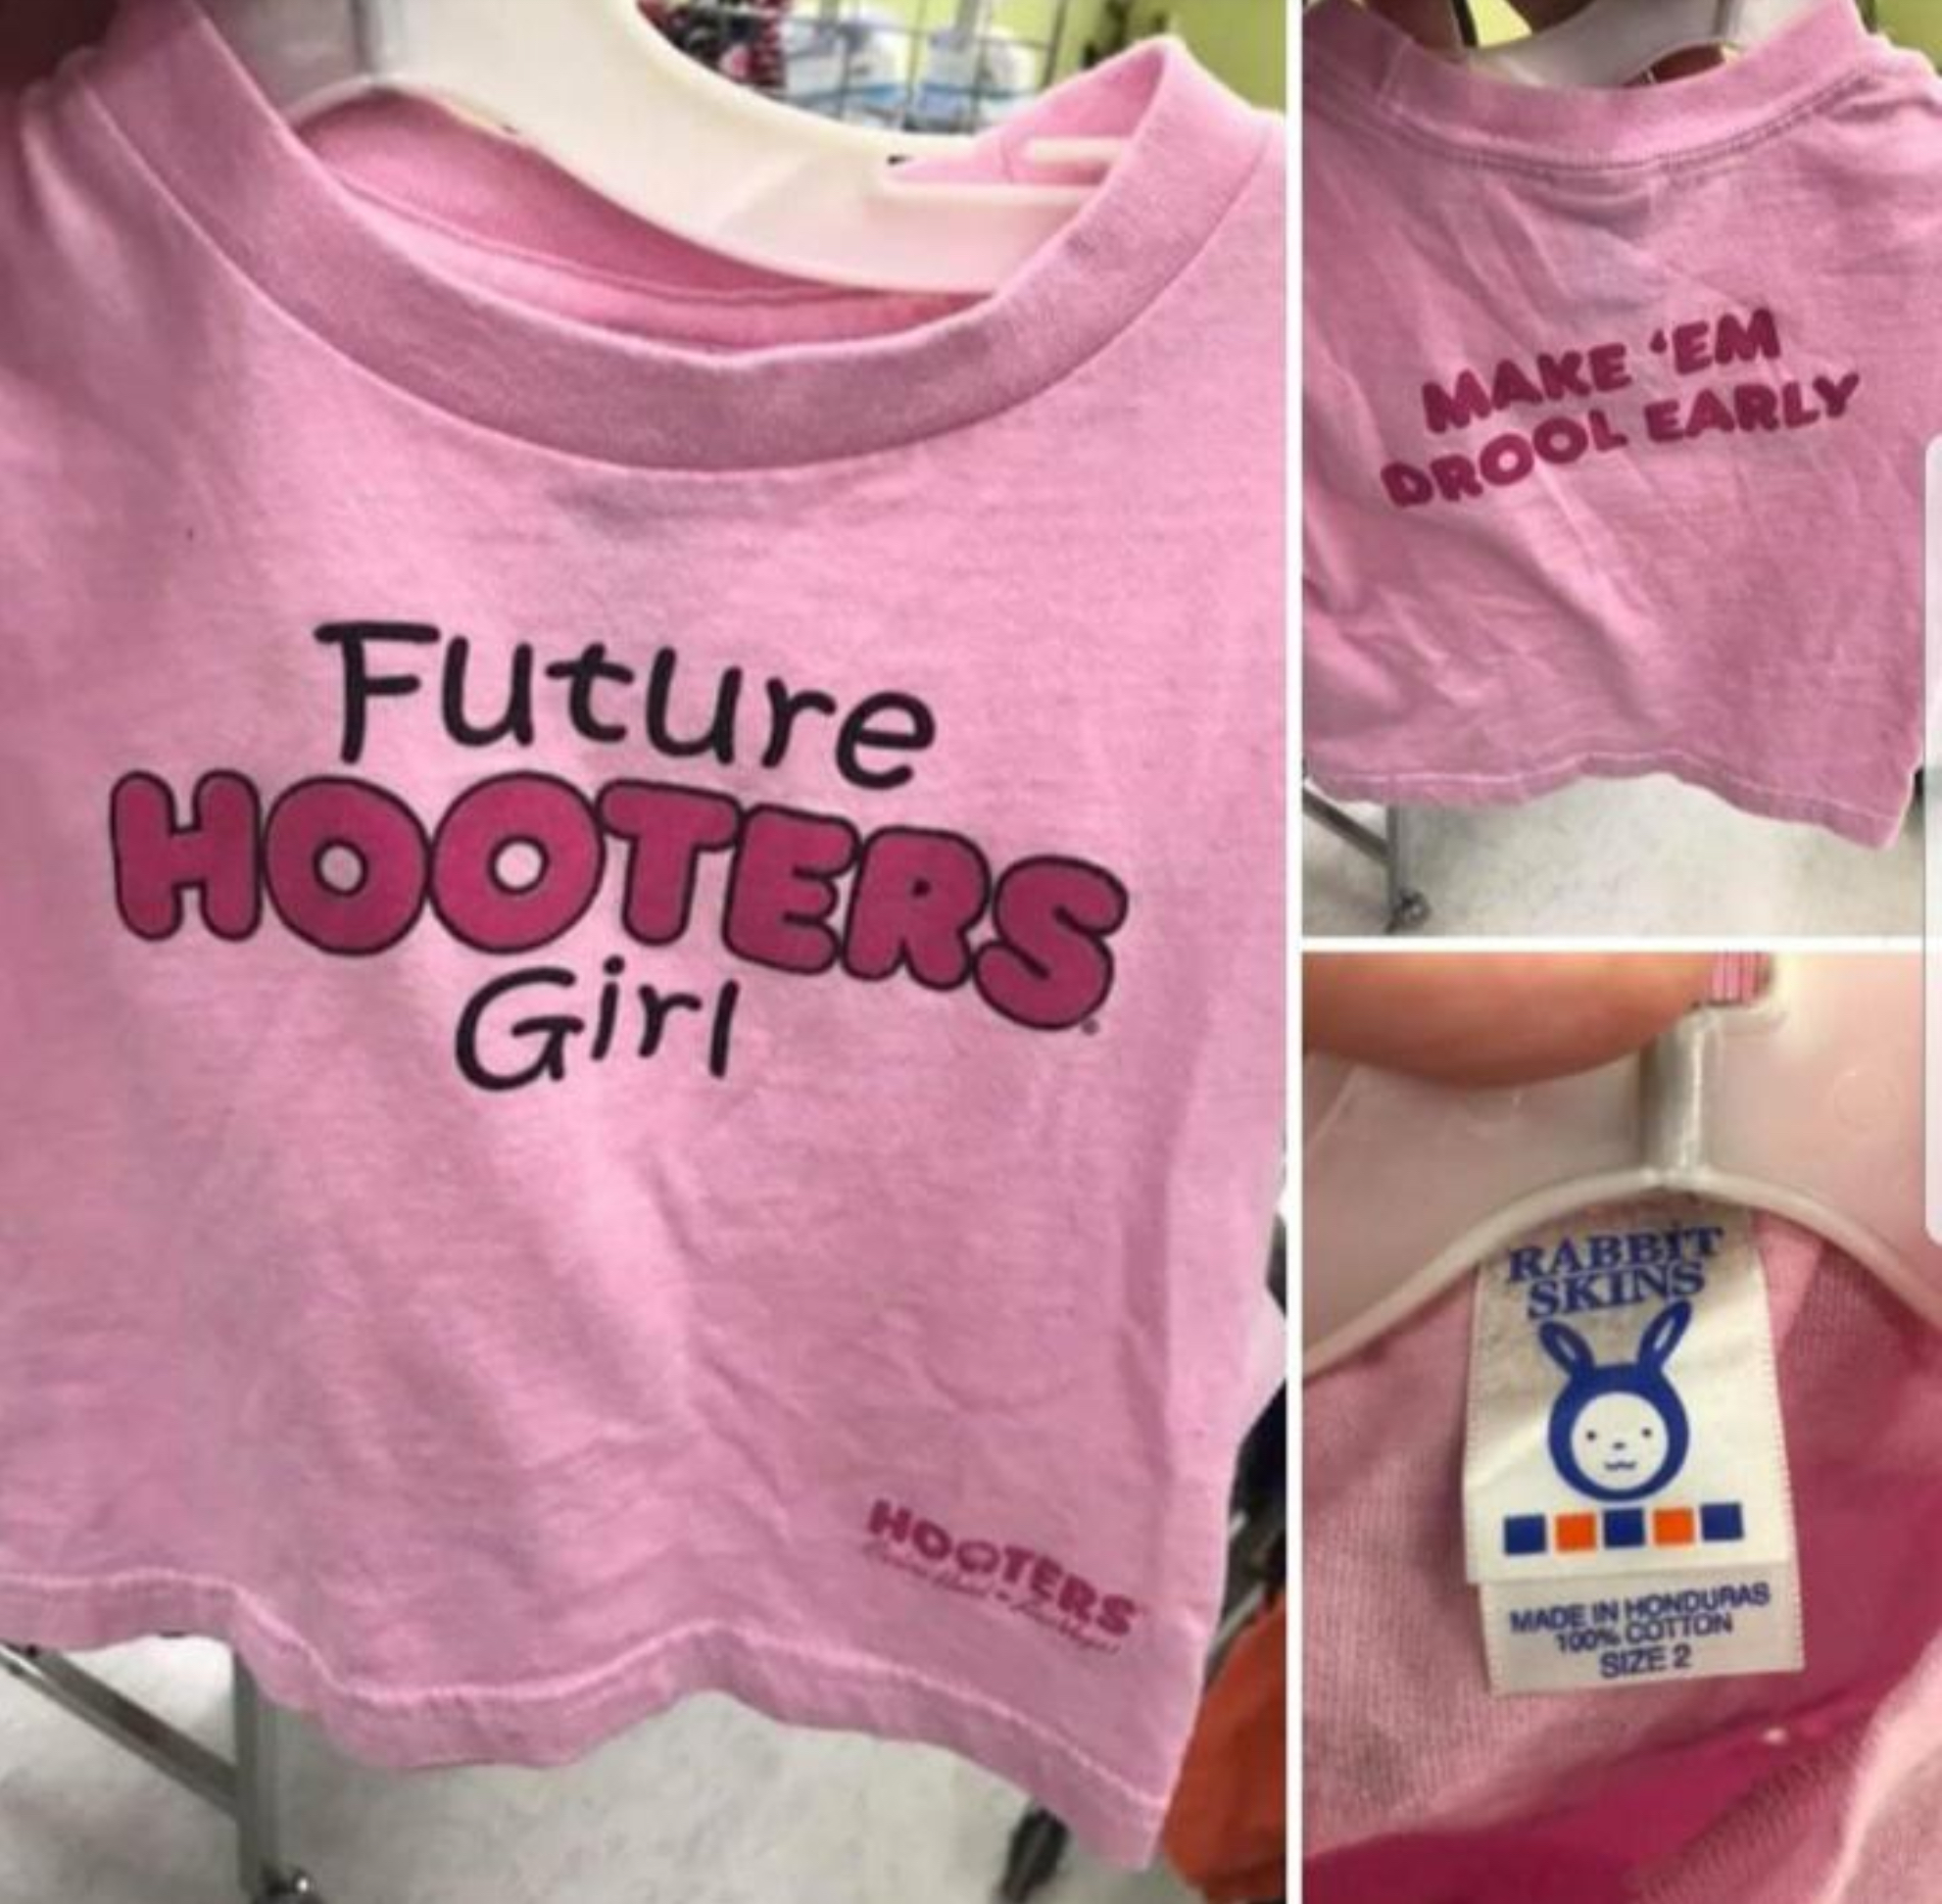 Future
HOOTERS
Girl
HOOTERS
MAKE 'EM
DROOL EARLY
RABBIT
SKINS
MADE IN HONDURAS
100% COTTON
SIZE 2